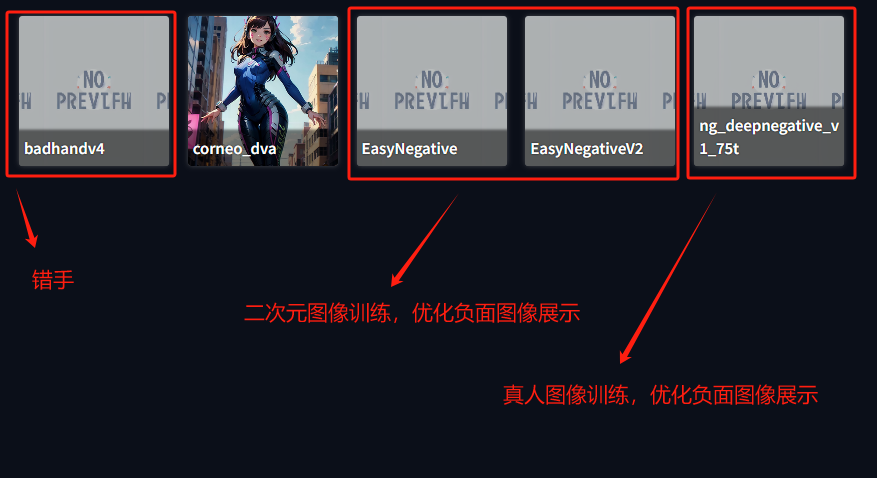 NO
PREVIEW
badhandv4
corneo_dva
NO
PREVIEW
EasyNegative
NO
PREVIEW
EasyNegativeV2
NO
PREVIEW
ng_deepnegative_v
1_75t
错手
二次元图像训练，优化负面图像展示
真人图像训练，优化负面图像展示